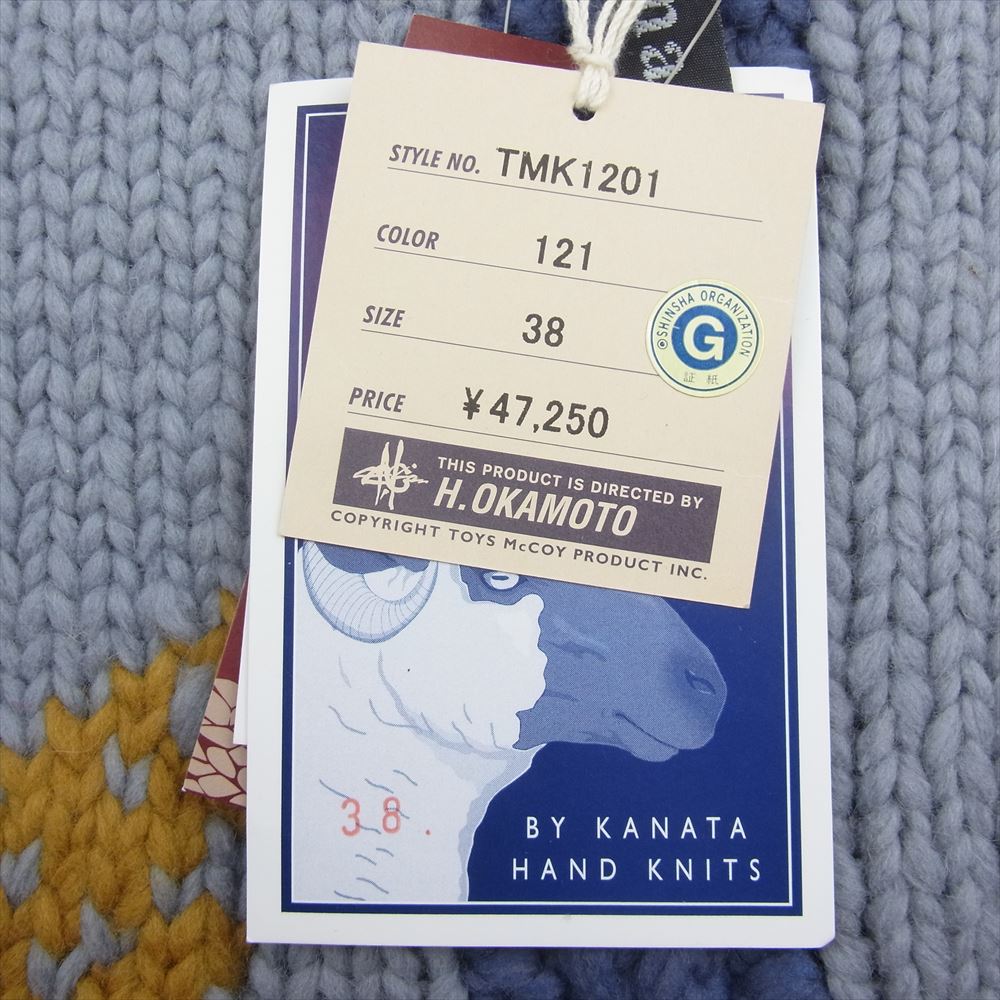 STYLE NO. TMK1201
COLOR 121
SIZE 38
PRICE ¥47,250
SHINSHA ORGANIZATION
G
証 紙
THIS PRODUCT IS DIRECTED BY
H. OKAMOTO
COPYRIGHT TOYS McCOY PRODUCT INC.
38.
BY KANATA
HAND KNITS